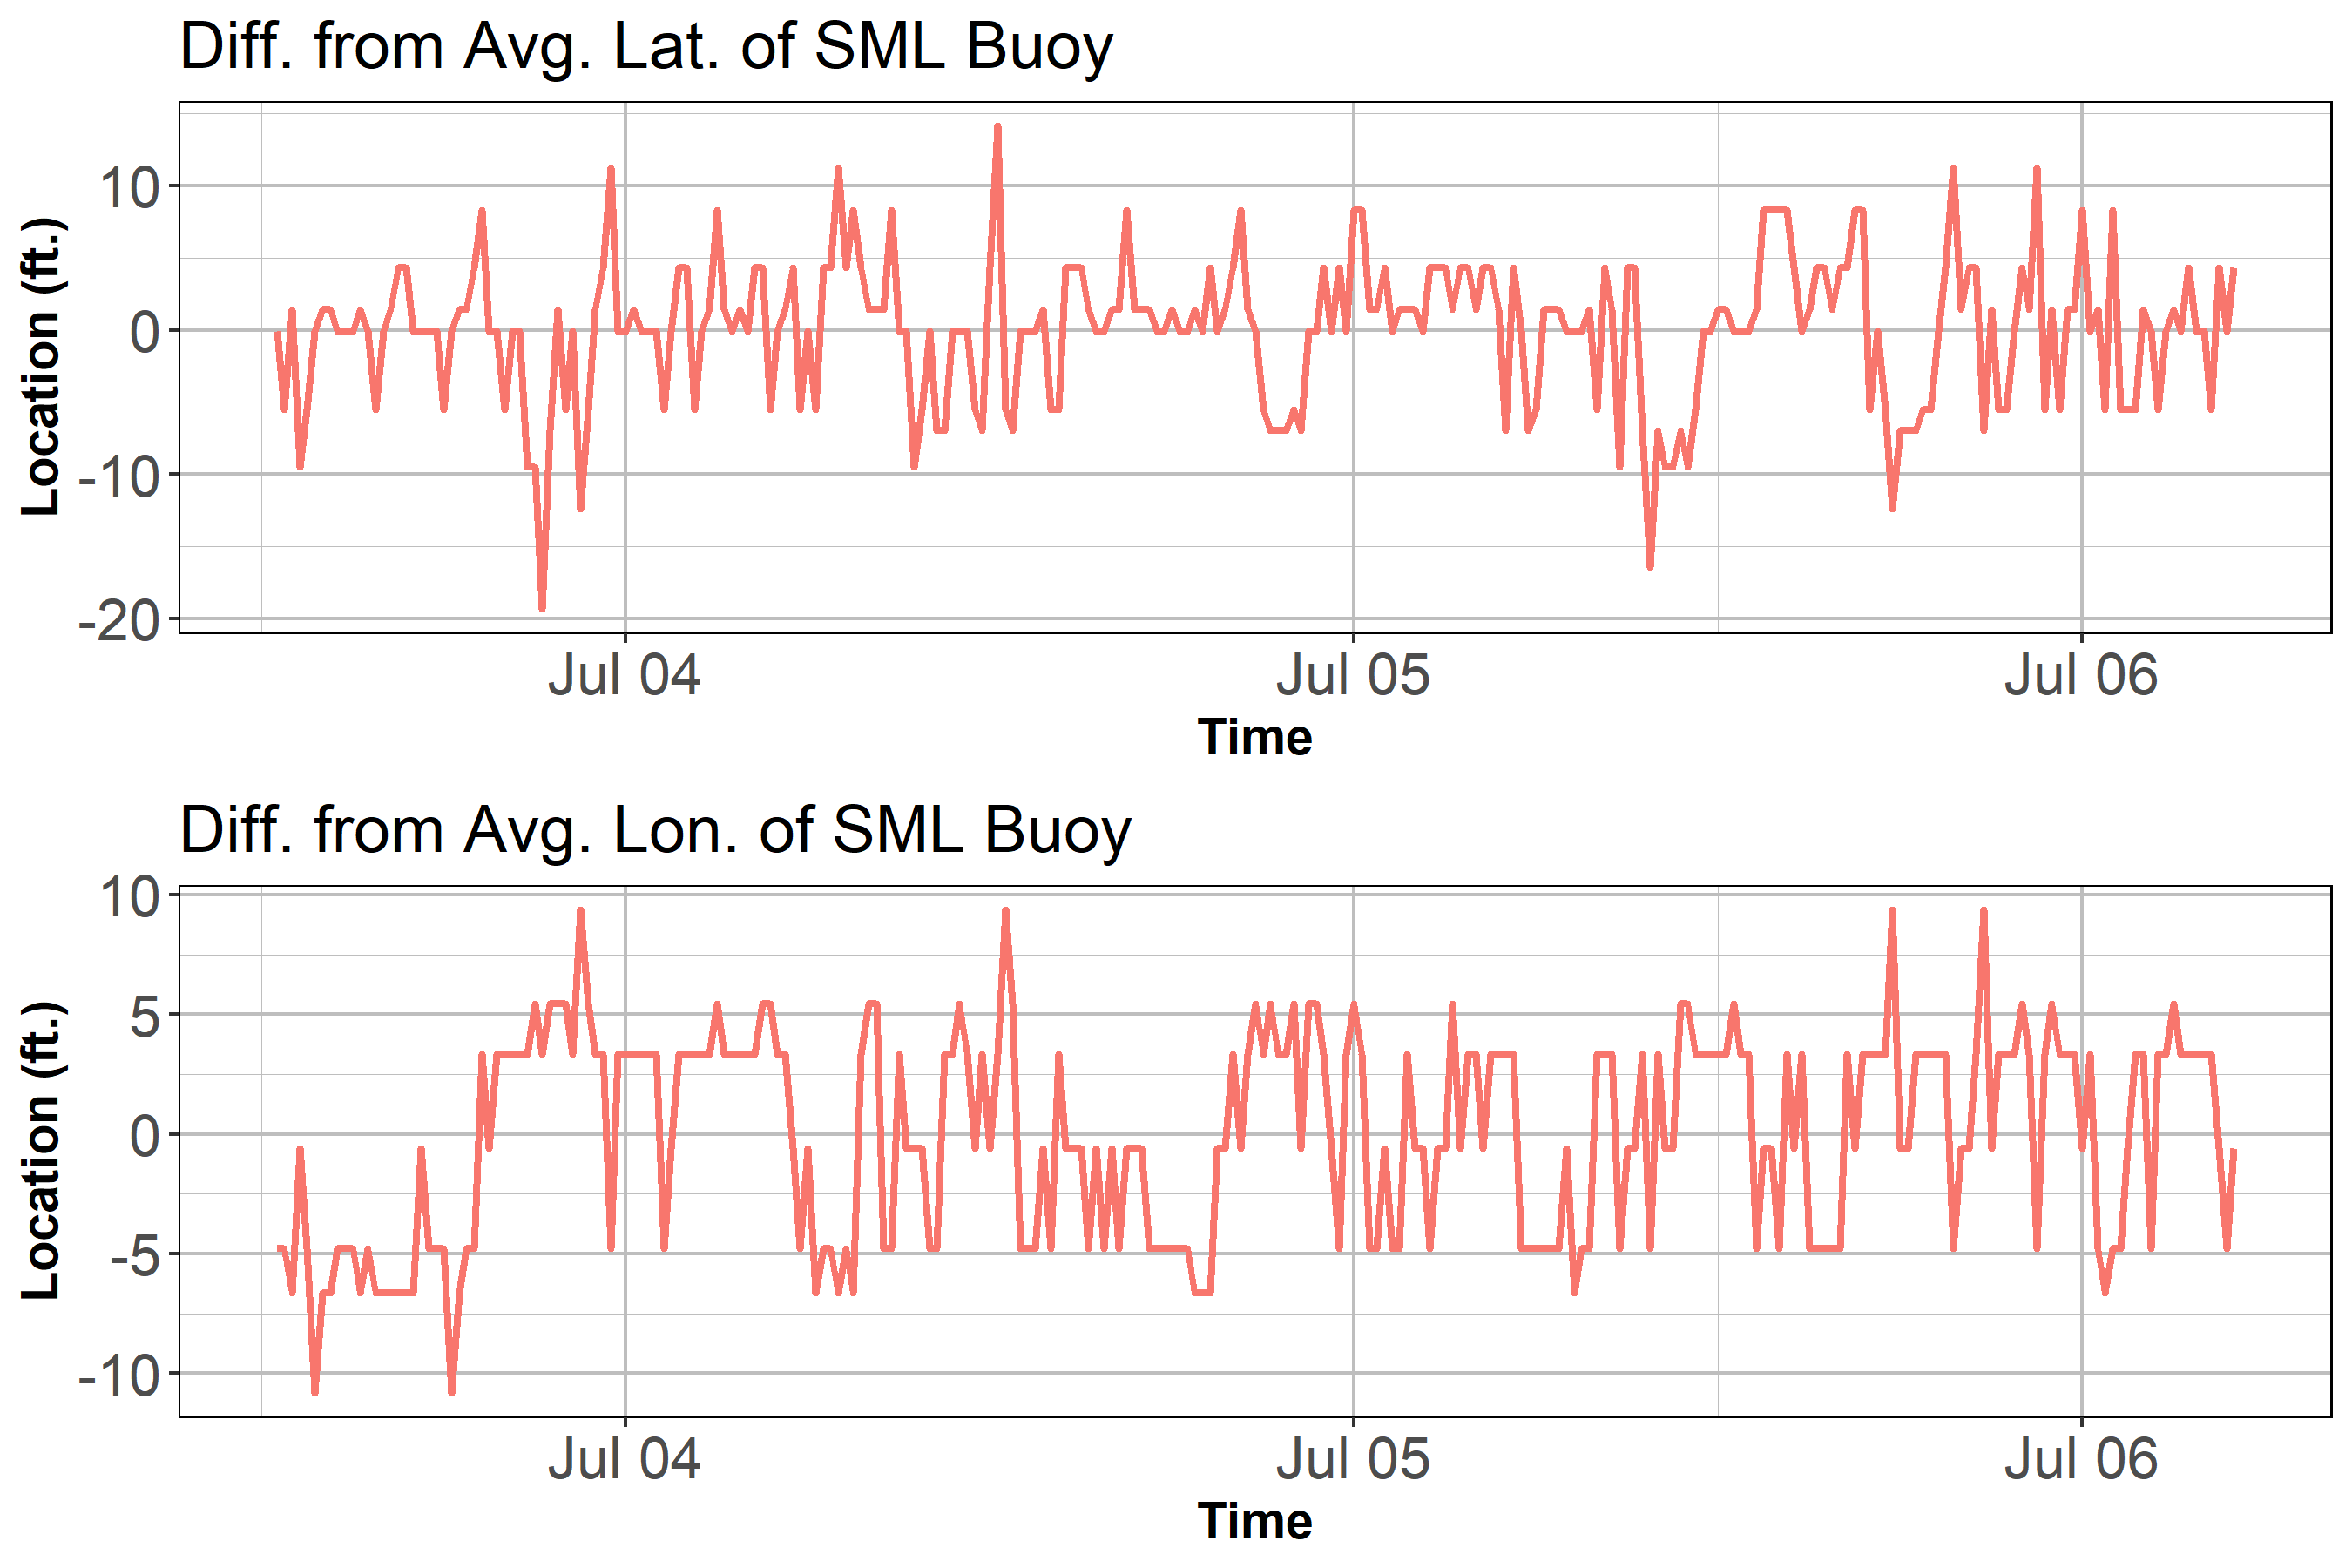 Diff. from Avg. Lat. of SML Buoy
Location (ft.)
10
0
-10
-20
Jul 04 Jul 05 Jul 06
Time
Diff. from Avg. Lon. of SML Buoy
Location (ft.)
10
5
0
-5
-10
Jul 04 Jul 05 Jul 06
Time